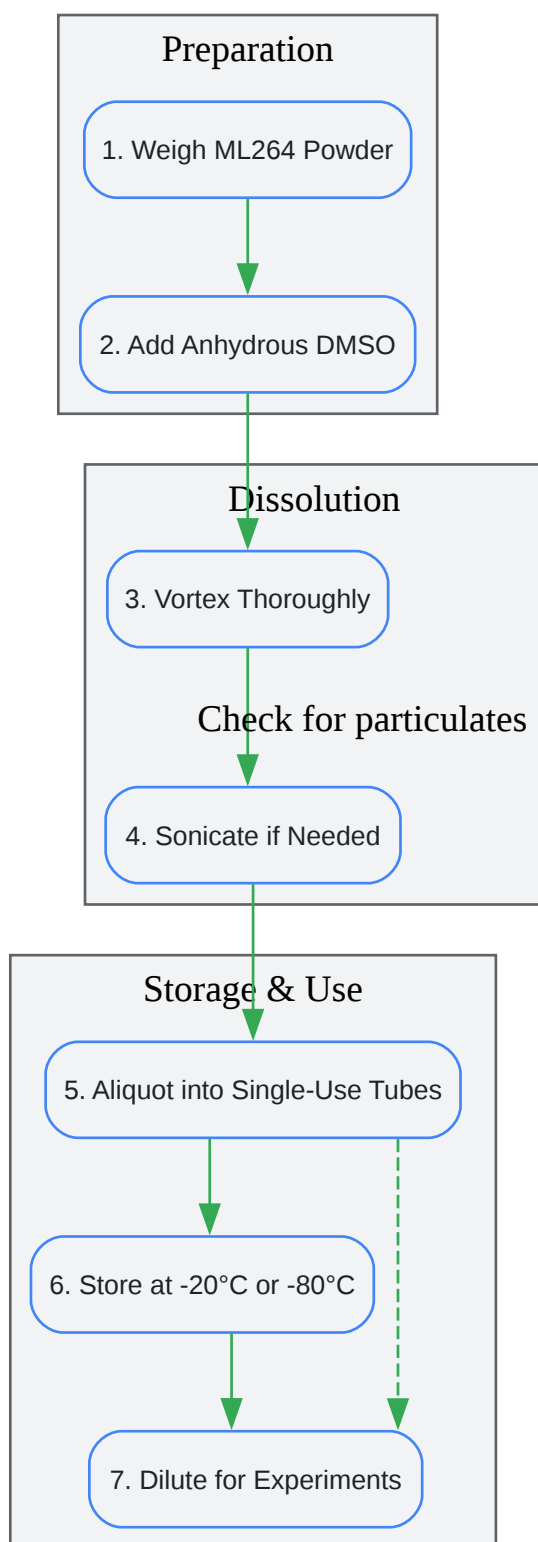 Preparation
1. Weigh ML264 Powder
2. Add Anhydrous DMSO
Dissolution
3. Vortex Thoroughly
Check for particulates
4. Sonicate if Needed
Storage & Use
5. Aliquot into Single-Use Tubes
6. Store at -20°C or -80°C
7. Dilute for Experiments